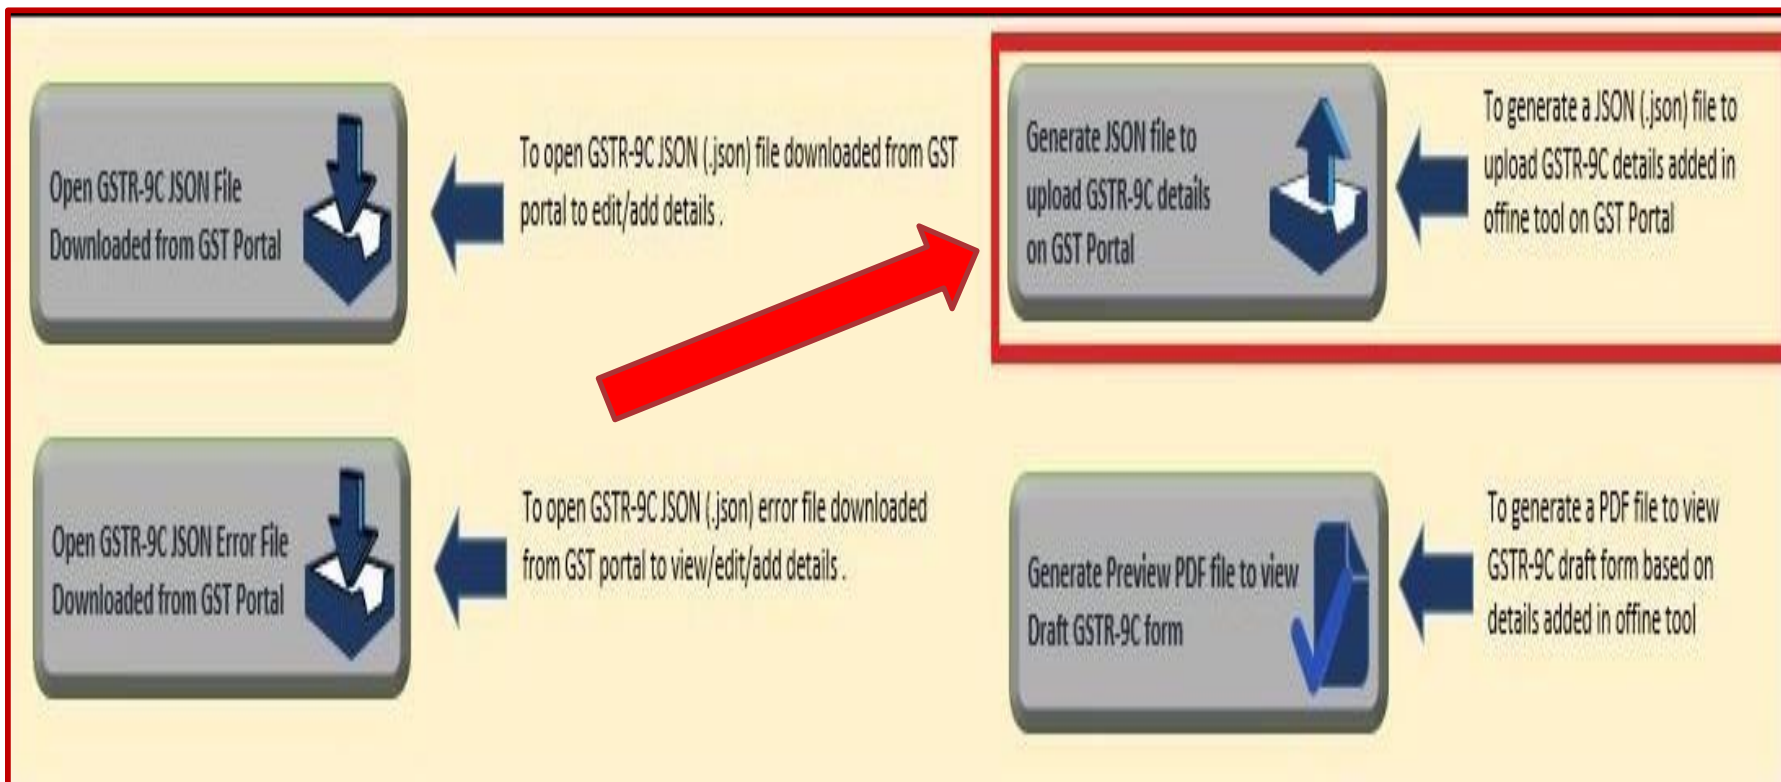 Open GSTR-9C JSON File
Downloaded from GST Portal
To open GSTR-9C JSON (.json) file downloaded from GST
portal to edit/add details .
Generate JSON file to
upload GSTR-9C details
on GST Portal
To generate a JSON (.json) file to
upload GSTR-9C details added in
offine tool on GST Portal
Open GSTR-9C JSON Error File
Downloaded from GST Portal
To open GSTR-9C JSON (.json) error file downloaded
from GST portal to view/edit/add details .
Generate Preview PDF file to view
Draft GSTR-9C form
To generate a PDF file to view
GSTR-9C draft form based on
details added in offine tool